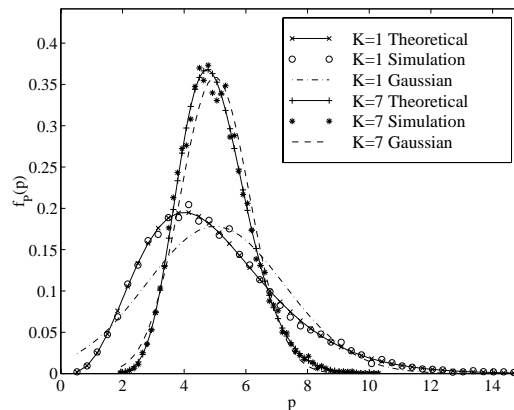 0.4
0.35
0.3
0.25
0.2
0.15
0.1
0.05
0
f_P(p)
K=1 Theoretical
K=1 Simulation
K=1 Gaussian
K=7 Theoretical
K=7 Simulation
K=7 Gaussian
0 2 4 6 8 10 12 14
p